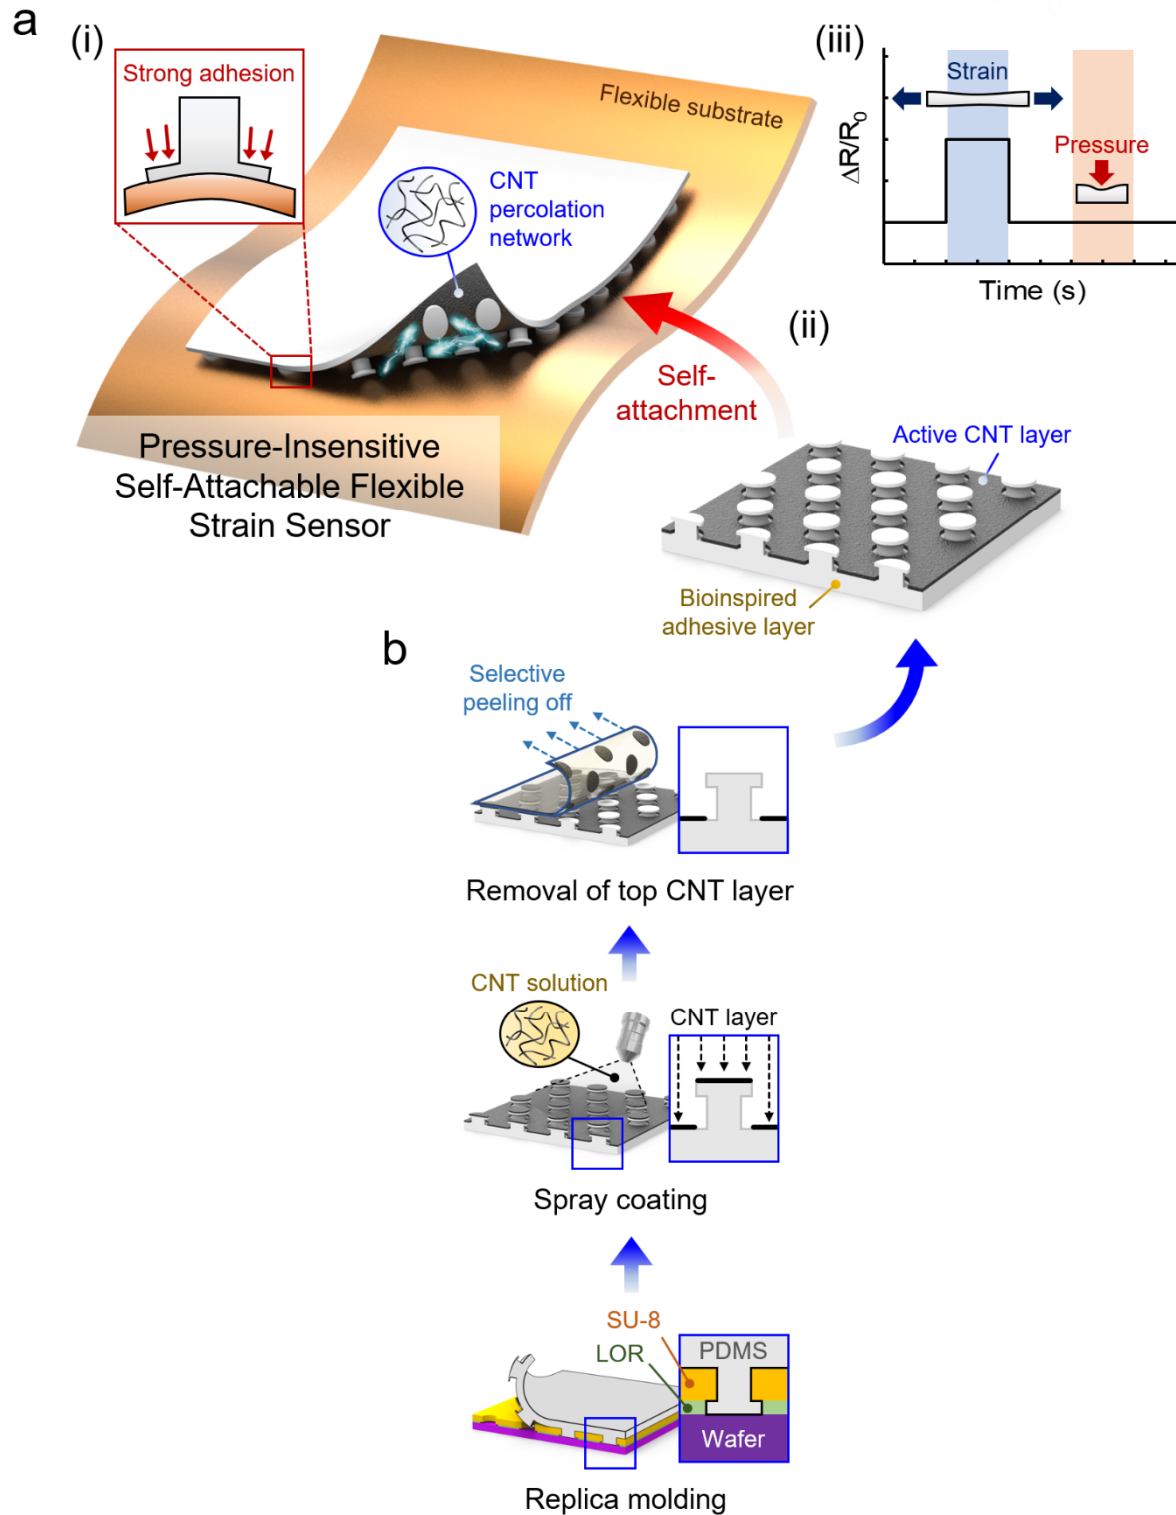 a
(i)
Strong adhesion
Flexible substrate
CNT
percolation
network
(iii)
Strain
Pressure
ΔR/R₀
Time (s)
(ii)
Self-
attachment
Active CNT layer
Bioinspired
adhesive layer
Pressure-Insensitive
Self-Attachable Flexible
Strain Sensor
b
Selective
peeling off
Removal of top CNT layer
CNT solution
CNT layer
Spray coating
SU-8
LOR
PDMS
Wafer
Replica molding